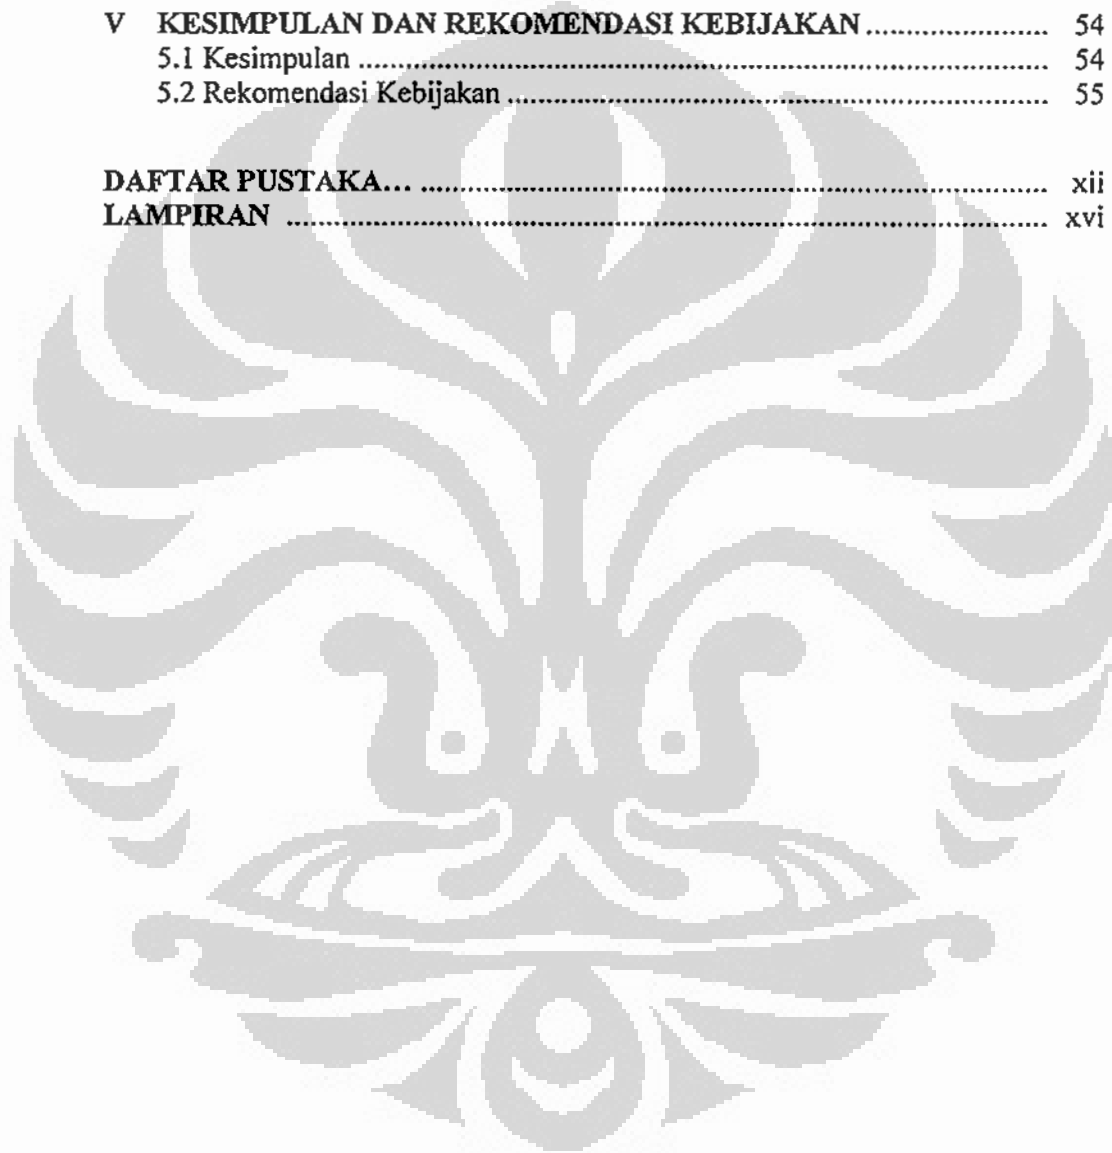 V KESIMPULAN DAN REKOMENDASI KEBIJAKAN ...................... 54
5.1 Kesimpulan .................................................................................... 54
5.2 Rekomendasi Kebijakan .................................................................. 55
DAFTAR PUSTAKA... ............................................................................ xii
LAMPIRAN ............................................................................................ xvi